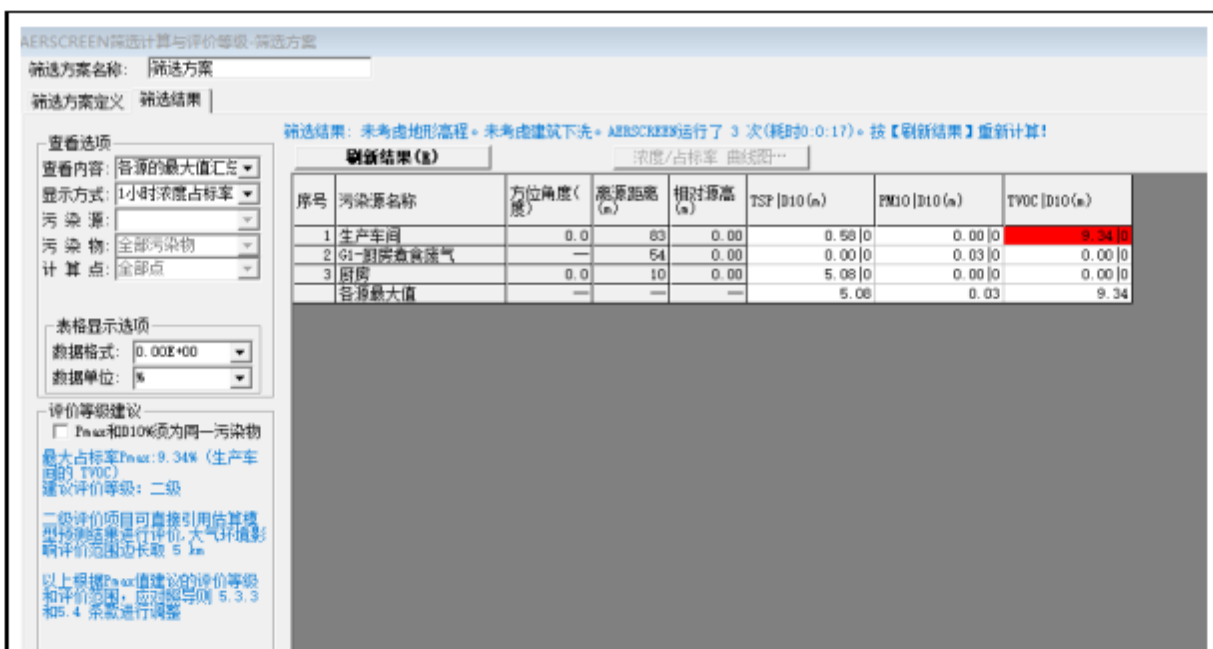 AERSCREEN筛选计算与评价等级-筛选方案
筛选方案名称: 筛选方案
筛选方案定义 筛选结果
筛选结果: 未考虑地形高程。未考虑建筑下洗。AERSCREEN运行了 3 次(耗时0:0:17)。按【刷新结果】重新计算!
刷新结果(R) 浓度/占标率 曲线图…
查看选项
查看内容: 各源的最大值汇总
显示方式: 1小时浓度占标率
污 染 源:
污 染 物: 全部污染物
计 算 点: 全部点
序号 污染源名称 方位角度(度) 离源距离(m) 相对源高(m) TSP|D10(m) PM10|D10(m) TVOC|D10(m)
1 生产车间 0.0 83 0.00 0.58|0 0.00|0 9.34|0
2 G1-厨房煮食废气 — 54 0.00 0.00|0 0.03|0 0.00|0
3 厨房 0.0 10 0.00 5.08|0 0.00|0 0.00|0
各源最大值 — — — 5.08 0.03 9.34
表格显示选项
数据格式: 0.00E+00
数据单位: %
评价等级建议
Pmax和D10%须为同一污染物
最大占标率Pmax:9.34% (生产车
间的 TVOC)
建议评价等级: 二级
二级评价项目可直接引用估算模
型预测结果进行评价,大气环境影
响评价范围边长取 5 km
以上根据Pmax值建议的评价等级
和评价范围,应对照导则 5.3.3
和5.4 条款进行调整